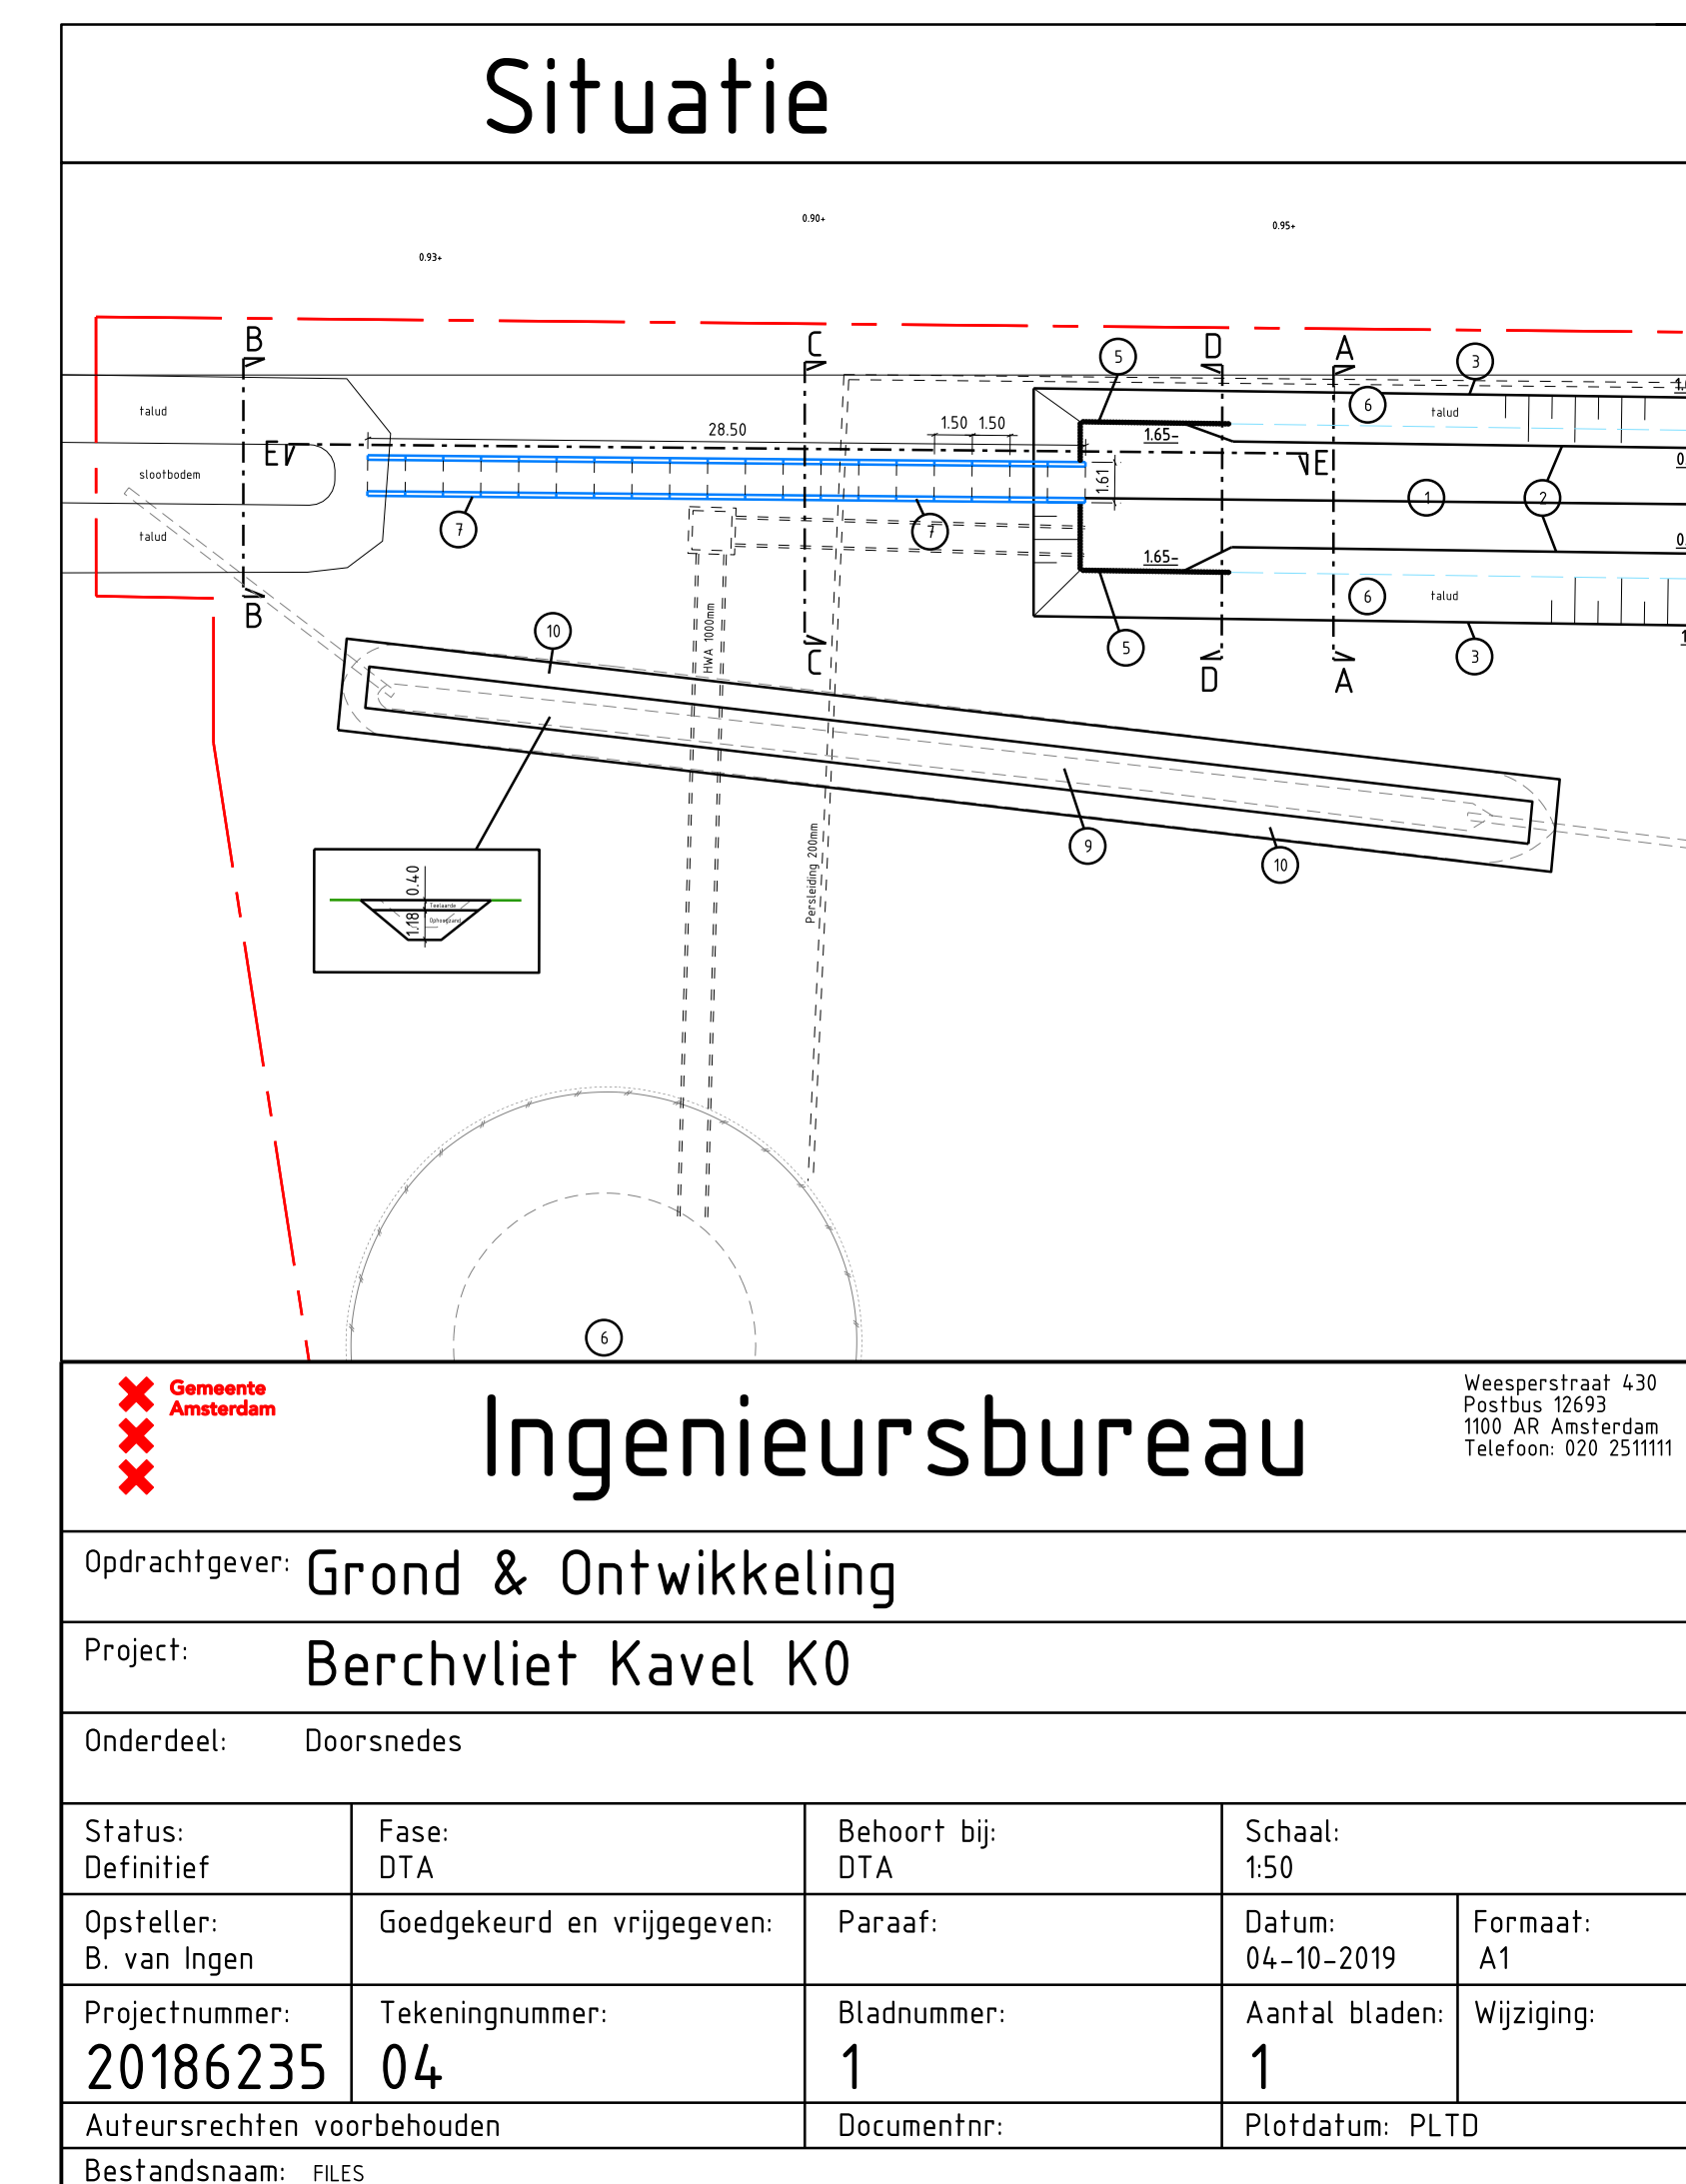 Situatie
0.90+
0.95+
0.93+
B
C
D
A
5
3
6
talud
talud
1.50
1.50
28.50
1.65-
E
E
slootbodem
1.61
1
2
7
7
talud
1.65-
6
talud
B
10
HWA 1000mm
C
5
D
A
3
9
10
Persleiding 200mm
0.40
1.18
Teelaarde
Ophoogzand
6
Gemeente
Amsterdam
Ingenieursbureau
Weesperstraat 430
Postbus 12693
1100 AR Amsterdam
Telefoon: 020 2511111
Opdrachtgever: Grond & Ontwikkeling
Project: Berchvliet Kavel K0
Onderdeel: Doorsnedes
Status: Fase: Behoort bij: Schaal:
Definitief DTA DTA 1:50
Opsteller: Goedgekeurd en vrijgegeven: Paraaf: Datum: Formaat:
B. van Ingen 04-10-2019 A1
Projectnummer: Tekeningnummer: Bladnummer: Aantal bladen: Wijziging:
20186235 04 1 1
Auteursrechten voorbehouden Documentnr: Plotdatum: PLTD
Bestandsnaam: FILES